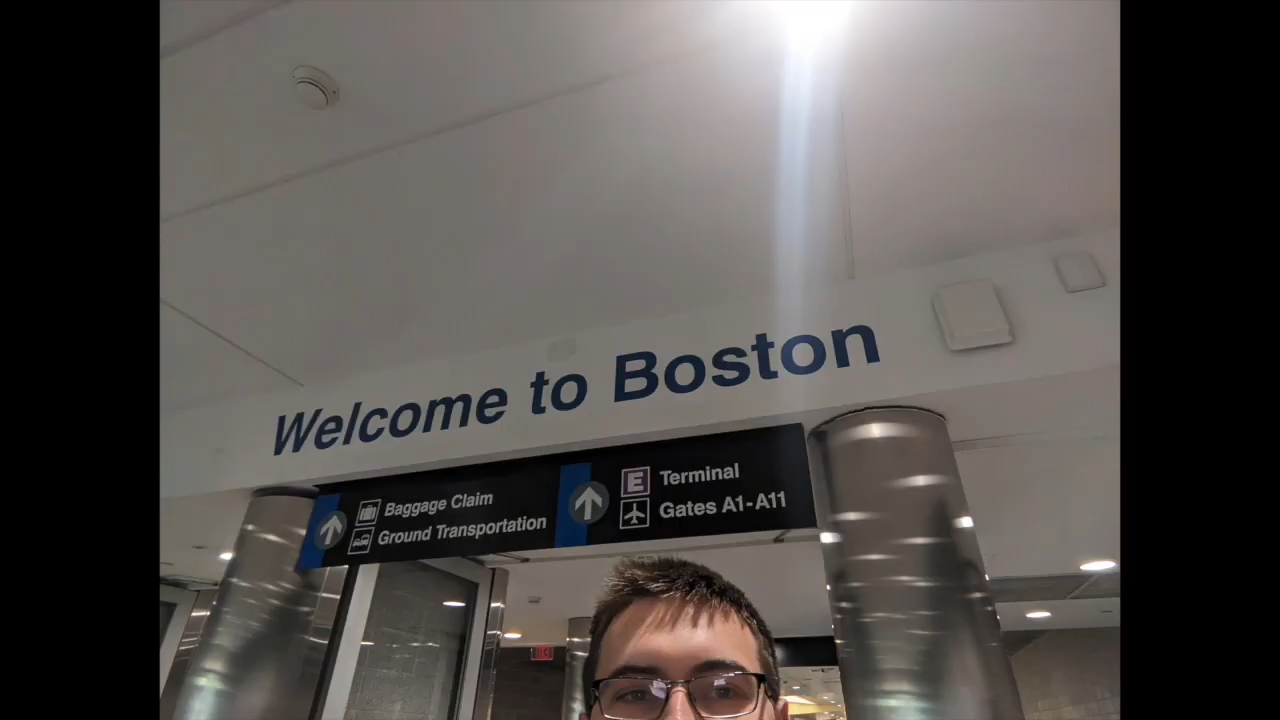 Welcome to Boston
Baggage Claim
Ground Transportation
E Terminal
Gates A1-A11